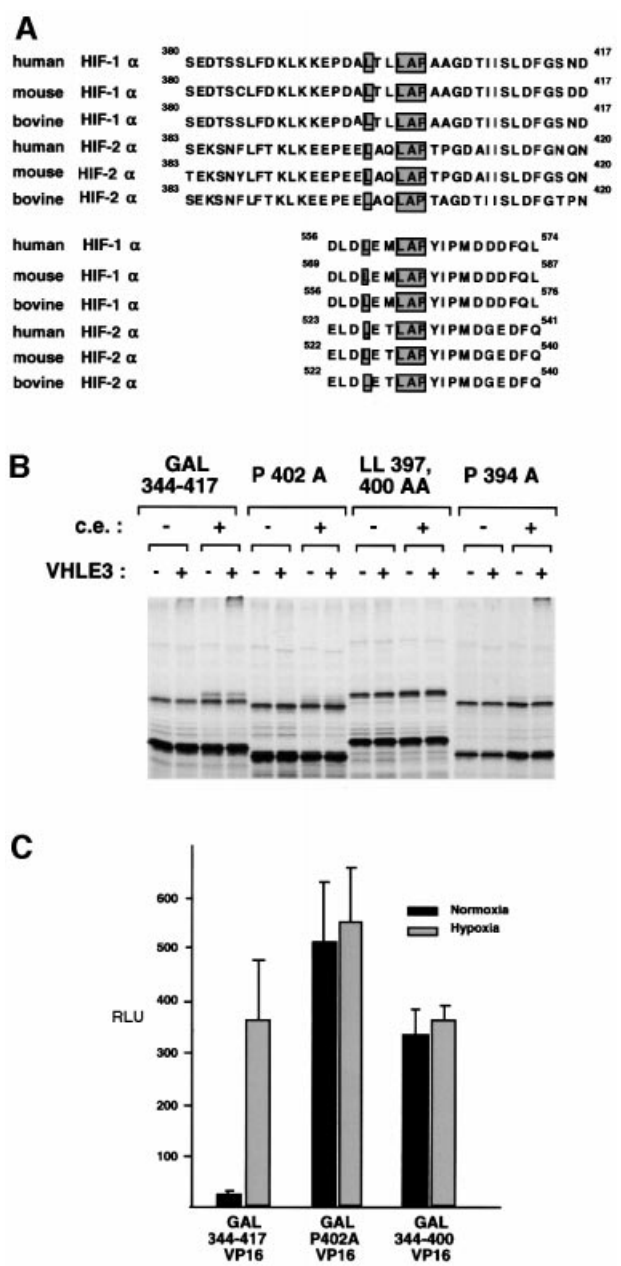 A
human HIF-1 α 380 SEDTSSLFDKLKKEPDALTLLAPAAGDTIISLDFGSND 417
mouse HIF-1 α 380 SEDTSCLFDKLKKEPDALTLLAPAAGDTIISLDFGSDD 417
bovine HIF-1 α 380 SEDTSSLFDKLKKEPDALTLLAPAAGDTIISLDFGSND 417
human HIF-2 α 383 SEKSNFLFTKLKEEPEELAQLAPTPGDAIISLDFGNQN 420
mouse HIF-2 α 383 TEKSNYLFTKLKEEPEELAQLAPTPGDAIISLDFGSQN 420
bovine HIF-2 α 383 SEKSNFLFTKLKEEPEELAQLAPTAGDTIISLDFGTPN 420
human HIF-1 α 556 DLDLEMLAPYIPMDDDFQL 574
mouse HIF-1 α 569 DLDLEMLAPYIPMDDDFQL 587
bovine HIF-1 α 556 DLDLEMLAPYIPMDDDFQL 576
human HIF-2 α 523 ELDLETLAPYIPMDGEDFQ 541
mouse HIF-2 α 522 ELDLETLAPYIPMDGEDFQ 540
bovine HIF-2 α 522 ELDLETLAPYIPMDGEDFQ 540
B
GAL 344-417 P 402 A LL 397, 400 AA P 394 A
c.e. : - + - + - + - +
VHLE3 : - + - + - + - + - + - + - + - +
C
600
500
400
300
200
100
RLU
Normoxia
Hypoxia
GAL 344-417 VP16
GAL P402A VP16
GAL 344-400 VP16